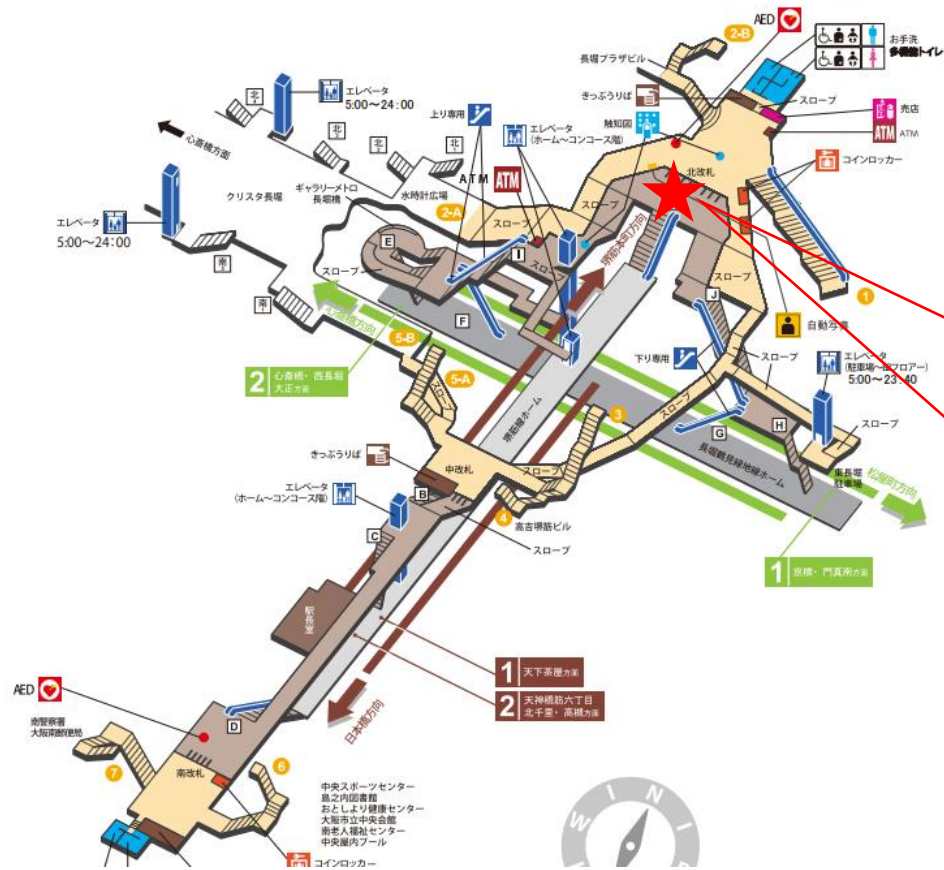 AED
2-B
お手洗
多機能トイレ
長堀プラザビル
きっぷうりば
スロープ
売店
触知図
ATM
ATM
エレベータ
5:00〜24:00
北
上り専用
エレベータ
(ホーム〜コンコース階)
コインロッカー
心斎橋方面
北
北
北
ATM
ATM
北改札
クリスタ長堀
ギャラリーメトロ
長堀橋
水時計広場
2-A
スロープ
スロープ
エレベータ
5:00〜24:00
E
I
スロープ
堺筋本町方向
スロープ
南
スロープ
1
J
南
心斎橋方向
F
自動写真
5-B
下り専用
スロープ
エレベータ
5:00〜23:40
2
心斎橋・西長堀
大正方面
5-A
スロープ
堺筋線ホーム
スロープ
3
G
H
スロープ
きっぷうりば
中改札
スロープ
長堀鶴見緑地線ホーム
東長堀
駐車場
松屋町方向
エレベータ
(ホーム〜コンコース階)
B
4
高吉堺筋ビル
C
スロープ
1
京橋・門真南方面
駅長室
1
天下茶屋方面
2
天神橋筋六丁目
北千里・高槻方面
AED
日本橋方向
南警察署
大阪南郵便局
D
7
南改札
6
中央スポーツセンター
島之内図書館
おとしより健康センター
大阪市立中央会館
南老人福祉センター
中央屋内プール
コインロッカー
W
I
N
I